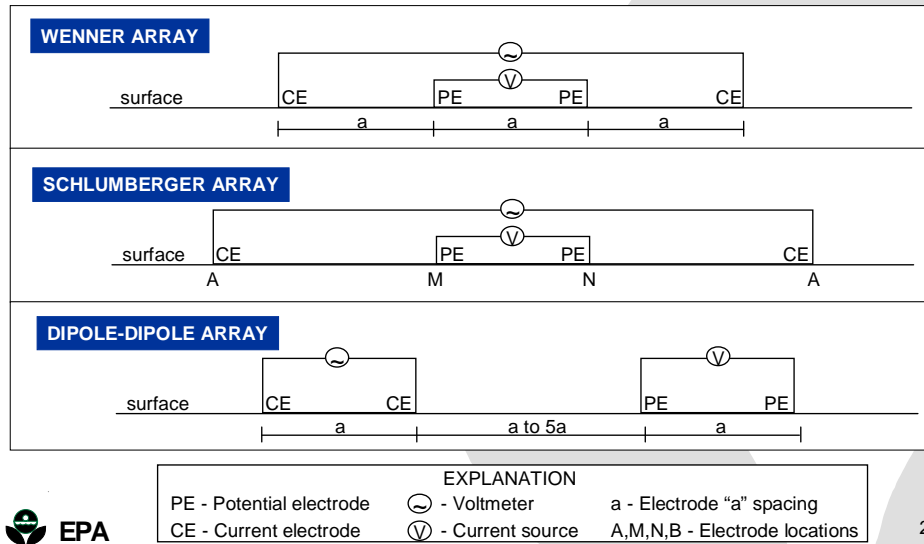 WENNER ARRAY
~
V
surface CE PE PE CE
a a a
SCHLUMBERGER ARRAY
~
V
surface CE PE PE CE
A M N A
DIPOLE-DIPOLE ARRAY
~ V
surface CE CE PE PE
a a to 5a a
EXPLANATION
PE - Potential electrode ~ - Voltmeter a - Electrode “a” spacing
CE - Current electrode V - Current source A,M,N,B - Electrode locations
EPA 2